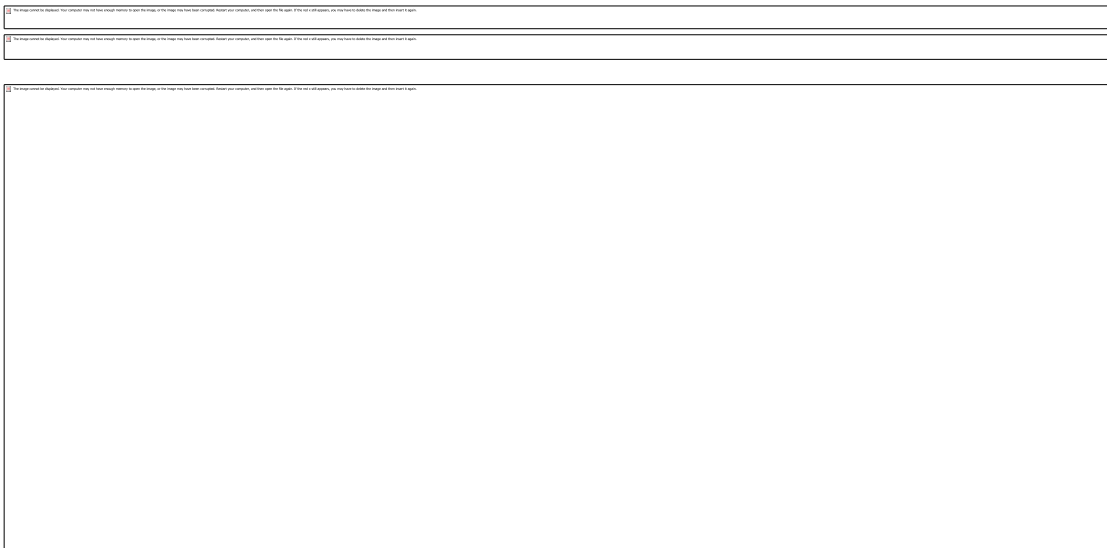 The image cannot be displayed. Your computer may not have enough memory to open the image, or the image may have been corrupted. Restart your computer, and then open the file again. If the red x still appears, you may have to delete the image and then insert it again.
The image cannot be displayed. Your computer may not have enough memory to open the image, or the image may have been corrupted. Restart your computer, and then open the file again. If the red x still appears, you may have to delete the image and then insert it again.
The image cannot be displayed. Your computer may not have enough memory to open the image, or the image may have been corrupted. Restart your computer, and then open the file again. If the red x still appears, you may have to delete the image and then insert it again.